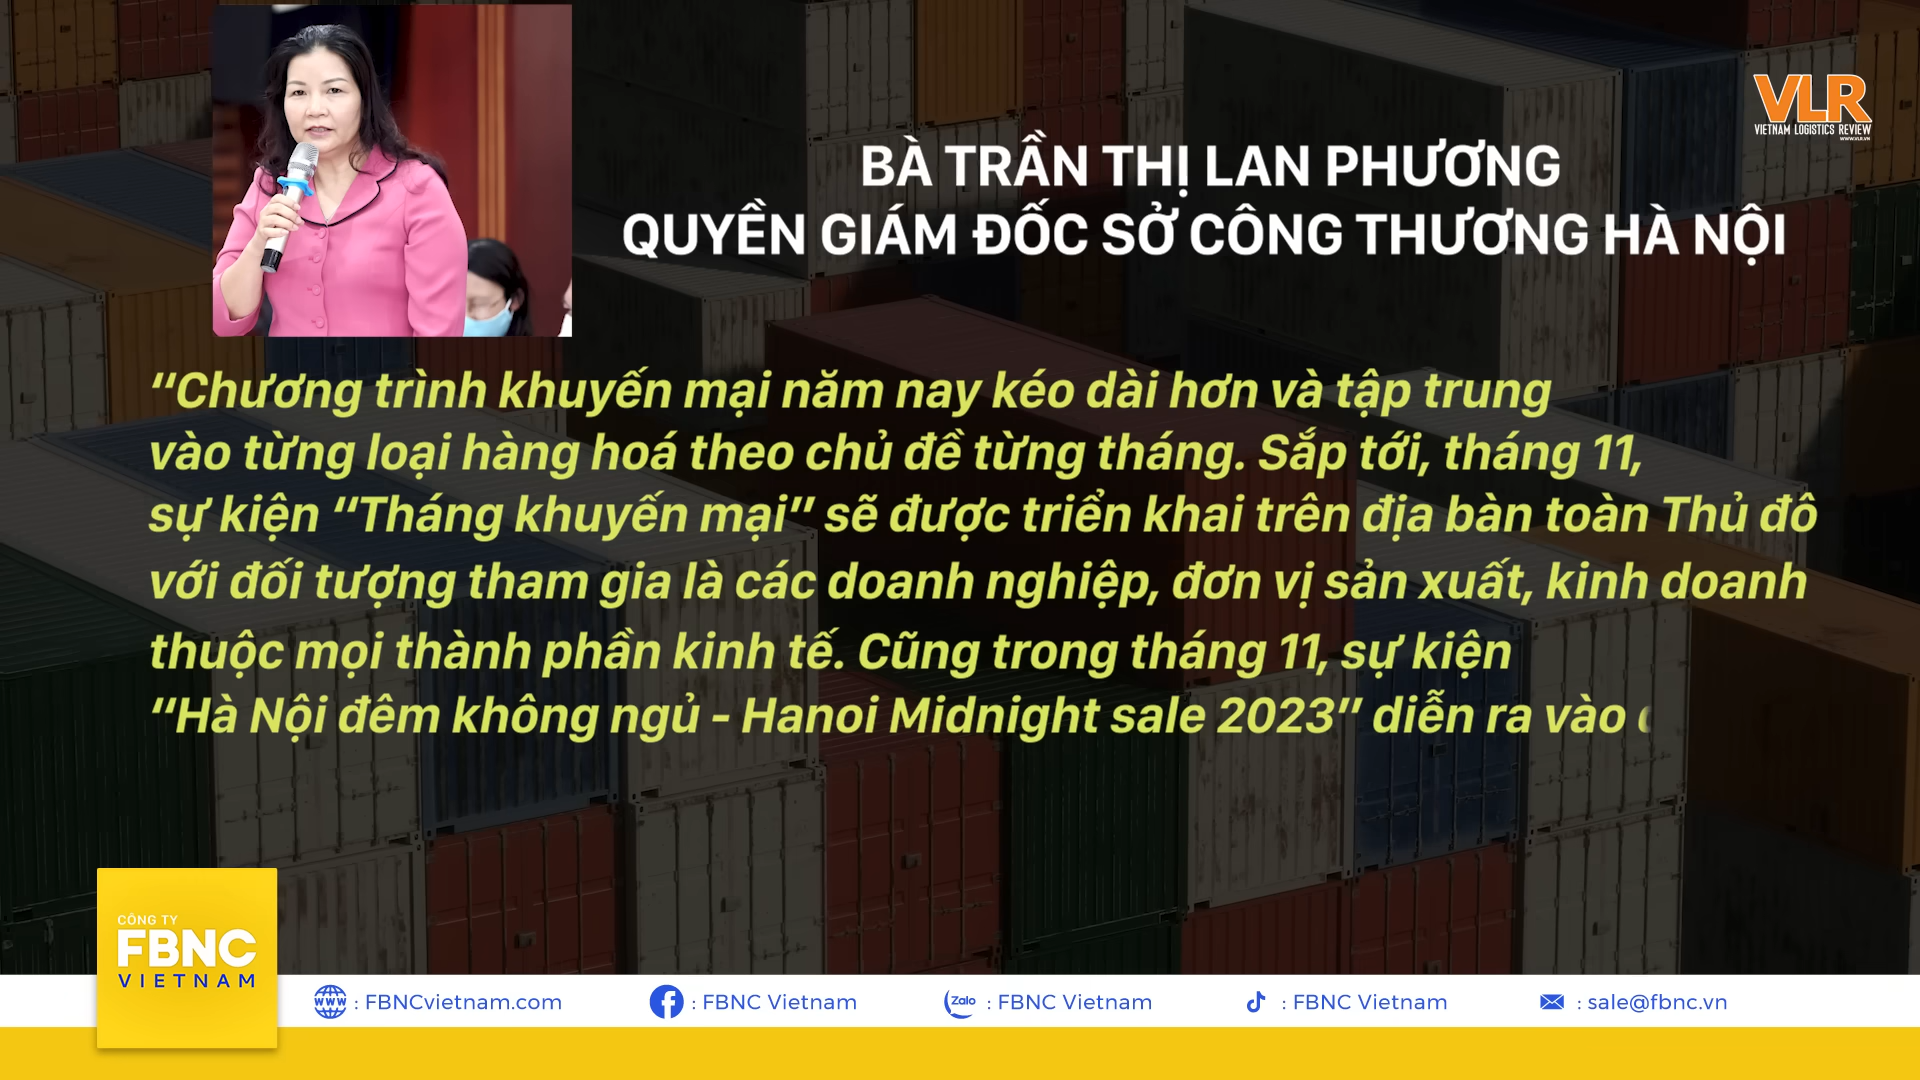 VLR
VIETNAM LOGISTICS REVIEW
WWW.VLR.VN
BÀ TRẦN THỊ LAN PHƯƠNG
QUYỀN GIÁM ĐỐC SỞ CÔNG THƯƠNG HÀ NỘI
“Chương trình khuyến mại năm nay kéo dài hơn và tập trung
vào từng loại hàng hoá theo chủ đề từng tháng. Sắp tới, tháng 11,
sự kiện “Tháng khuyến mại” sẽ được triển khai trên địa bàn toàn Thủ đô
với đối tượng tham gia là các doanh nghiệp, đơn vị sản xuất, kinh doanh
thuộc mọi thành phần kinh tế. Cũng trong tháng 11, sự kiện
“Hà Nội đêm không ngủ - Hanoi Midnight sale 2023” diễn ra vào
CÔNG TY
FBNC
VIETNAM
WWW : FBNCvietnam.com
: FBNC Vietnam
Zalo : FBNC Vietnam
: FBNC Vietnam
: sale@fbnc.vn